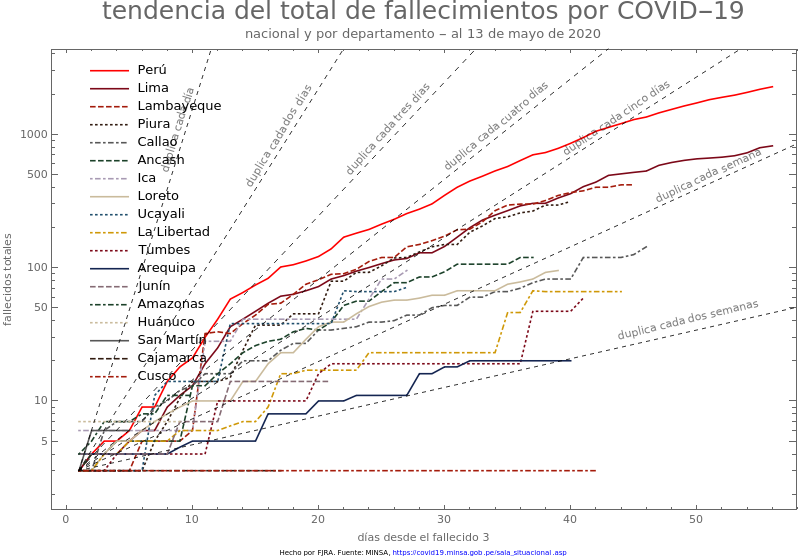 tendencia del total de fallecimientos por COVID−19
nacional y por departamento − al 13 de mayo de 2020
fallecidos totales
1000
500
100
50
10
5
Perú
Lima
Lambayeque
Piura
Callao
Ancash
Ica
Loreto
Ucayali
La Libertad
Tumbes
Arequipa
Junín
Amazonas
Huánuco
San Martín
Cajamarca
Cusco
duplica cada día
duplica cada dos días
duplica cada tres días
duplica cada cuatro días
duplica cada cinco días
duplica cada semana
duplica cada dos semanas
0 10 20 30 40 50
días desde el fallecido 3
Hecho por FJRA. Fuente: MINSA, https://covid19.minsa.gob.pe/sala_situacional.asp